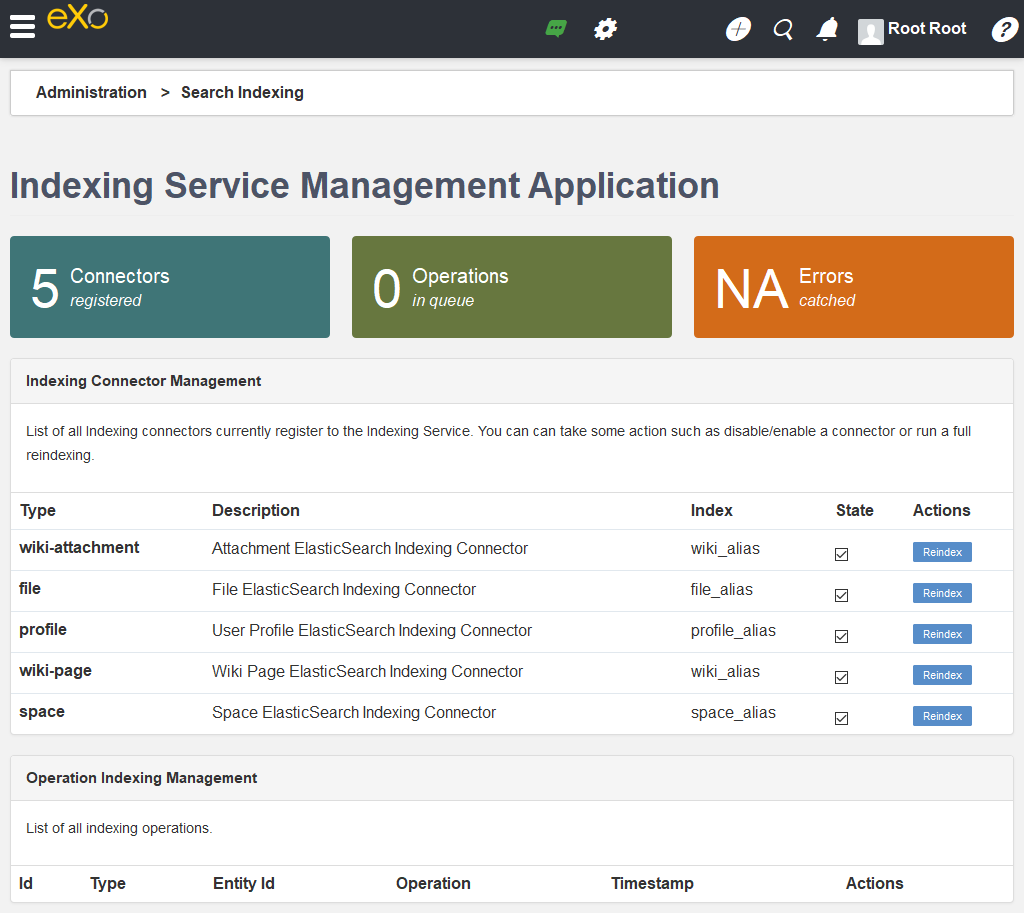 eXo
Root Root
?
Administration > Search Indexing
Indexing Service Management Application
5 Connectors registered
0 Operations in queue
NA Errors catched
Indexing Connector Management
List of all Indexing connectors currently register to the Indexing Service. You can can take some action such as disable/enable a connector or run a full
reindexing.
Type Description Index State Actions
wiki-attachment Attachment ElasticSearch Indexing Connector wiki_alias Reindex
file File ElasticSearch Indexing Connector file_alias Reindex
profile User Profile ElasticSearch Indexing Connector profile_alias Reindex
wiki-page Wiki Page ElasticSearch Indexing Connector wiki_alias Reindex
space Space ElasticSearch Indexing Connector space_alias Reindex
Operation Indexing Management
List of all indexing operations.
Id Type Entity Id Operation Timestamp Actions